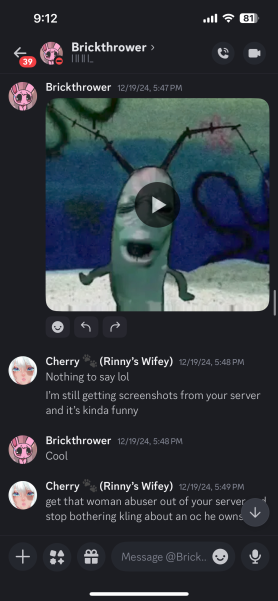 9:12
81
39
Brickthrower
Brickthrower 12/19/24, 5:47 PM
Cherry 🐾 (Rinny's Wifey) 12/19/24, 5:48 PM
Nothing to say lol
I'm still getting screenshots from your server
and it's kinda funny
Brickthrower 12/19/24, 5:48 PM
Cool
Cherry 🐾 (Rinny's Wifey) 12/19/24, 5:49 PM
get that woman abuser out of your server
stop bothering kling about an oc he owns
Message @Brick..